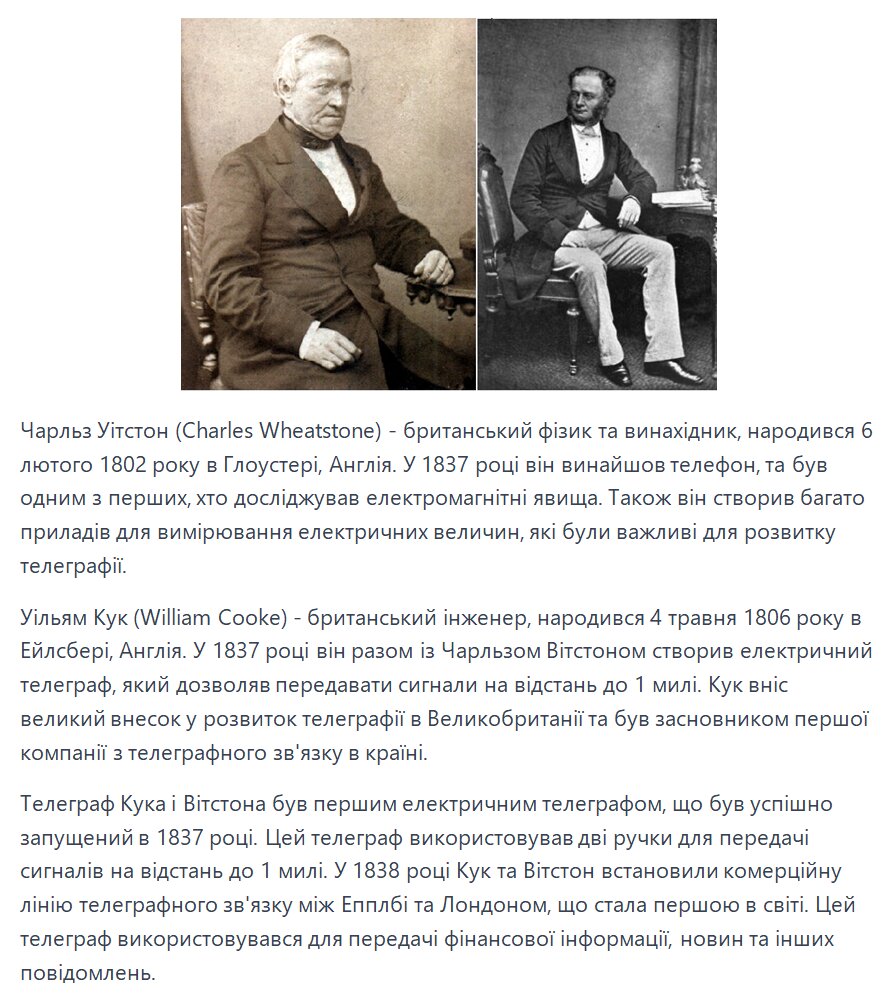 Чарльз Уітстон (Charles Wheatstone) - британський фізик та винахідник, народився 6
лютого 1802 року в Глоустері, Англія. У 1837 році він винайшов телефон, та був
одним з перших, хто досліджував електромагнітні явища. Також він створив багато
приладів для вимірювання електричних величин, які були важливі для розвитку
телеграфії.
Уільям Кук (William Cooke) - британський інженер, народився 4 травня 1806 року в
Ейлсбері, Англія. У 1837 році він разом із Чарльзом Вітстоном створив електричний
телеграф, який дозволяв передавати сигнали на відстань до 1 милі. Кук вніс
великий внесок у розвиток телеграфії в Великобританії та був засновником першої
компанії з телеграфного зв'язку в країні.
Телеграф Кука і Вітстона був першим електричним телеграфом, що був успішно
запущений в 1837 році. Цей телеграф використовував дві ручки для передачі
сигналів на відстань до 1 милі. У 1838 році Кук та Вітстон встановили комерційну
лінію телеграфного зв'язку між Епплбі та Лондоном, що стала першою в світі. Цей
телеграф використовувався для передачі фінансової інформації, новин та інших
повідомлень.